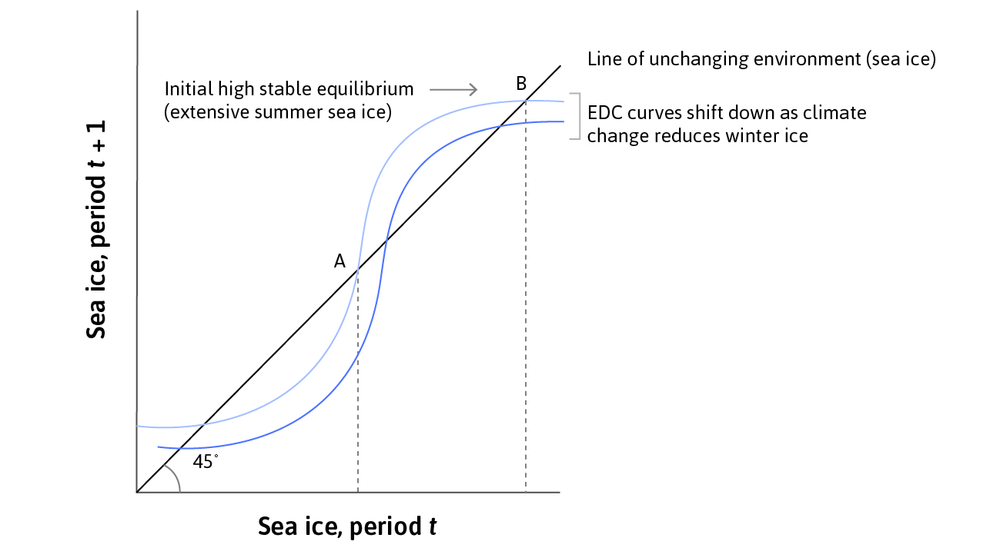 Line of unchanging environment (sea ice)
B
Initial high stable equilibrium
(extensive summer sea ice)
EDC curves shift down as climate
change reduces winter ice
Sea ice, period t + 1
A
45°
Sea ice, period t